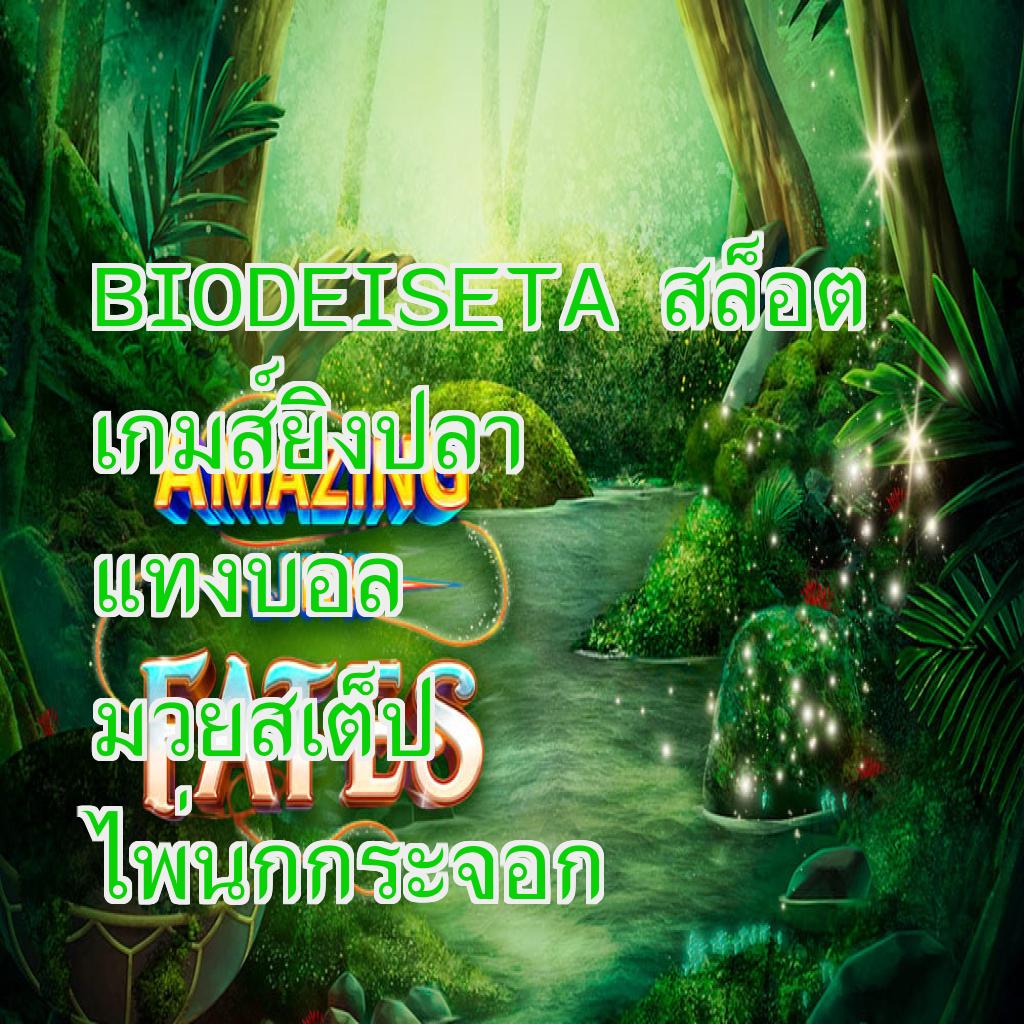 BIODEISETA สล็อต
เกมส์ยิงปลา
AMAZING
แทงบอล
FATES
มวยสเต็ป
ไพ่นกกระจอก